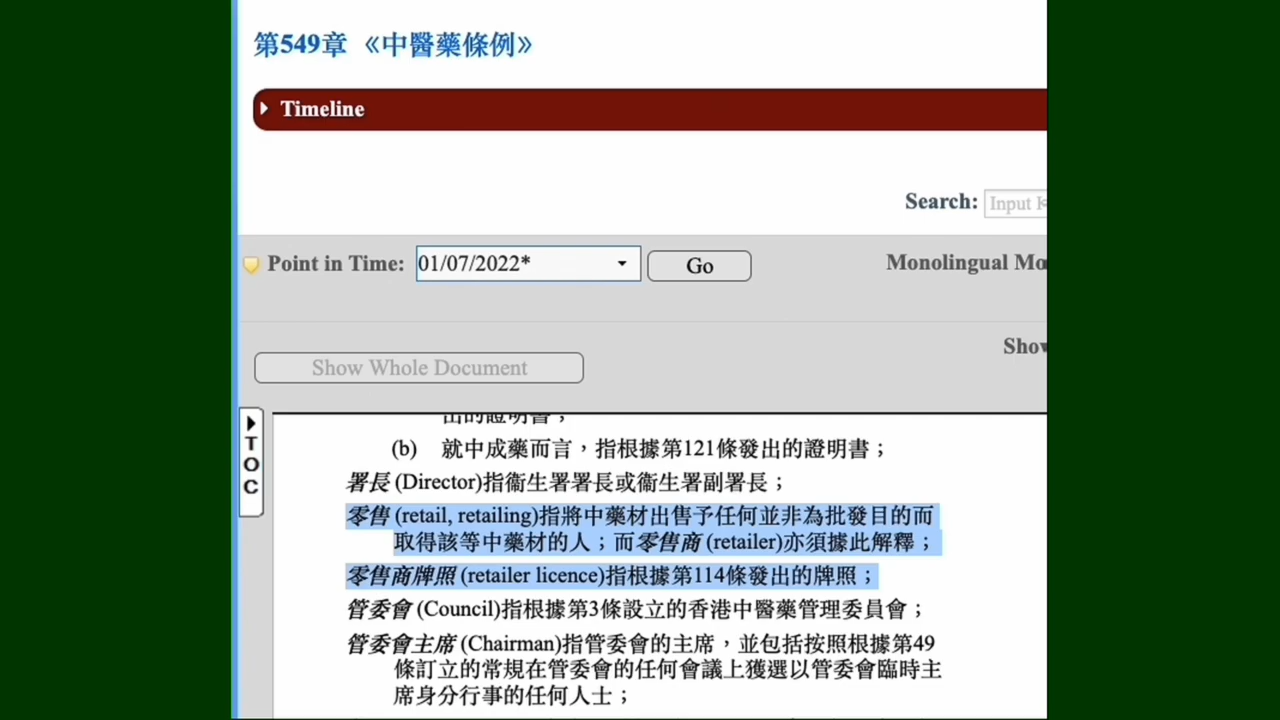 第549章 《中醫藥條例》
Timeline
Search:
Input
Point in Time: 01/07/2022* Go
Monolingual
Show Whole Document
TOC
(b) 就中成藥而言，指根據第121條發出的證明書；
署長 (Director)指衞生署署長或衞生署副署長；
零售 (retail, retailing)指將中藥材出售予任何並非為批發目的而
取得該等中藥材的人；而零售商 (retailer)亦須據此解釋；
零售商牌照 (retailer licence)指根據第114條發出的牌照；
管委會 (Council)指根據第3條設立的香港中醫藥管理委員會；
管委會主席 (Chairman)指管委會的主席，並包括按照根據第49
條訂立的常規在管委會的任何會議上獲選以管委會臨時主
席身分行事的任何人士；